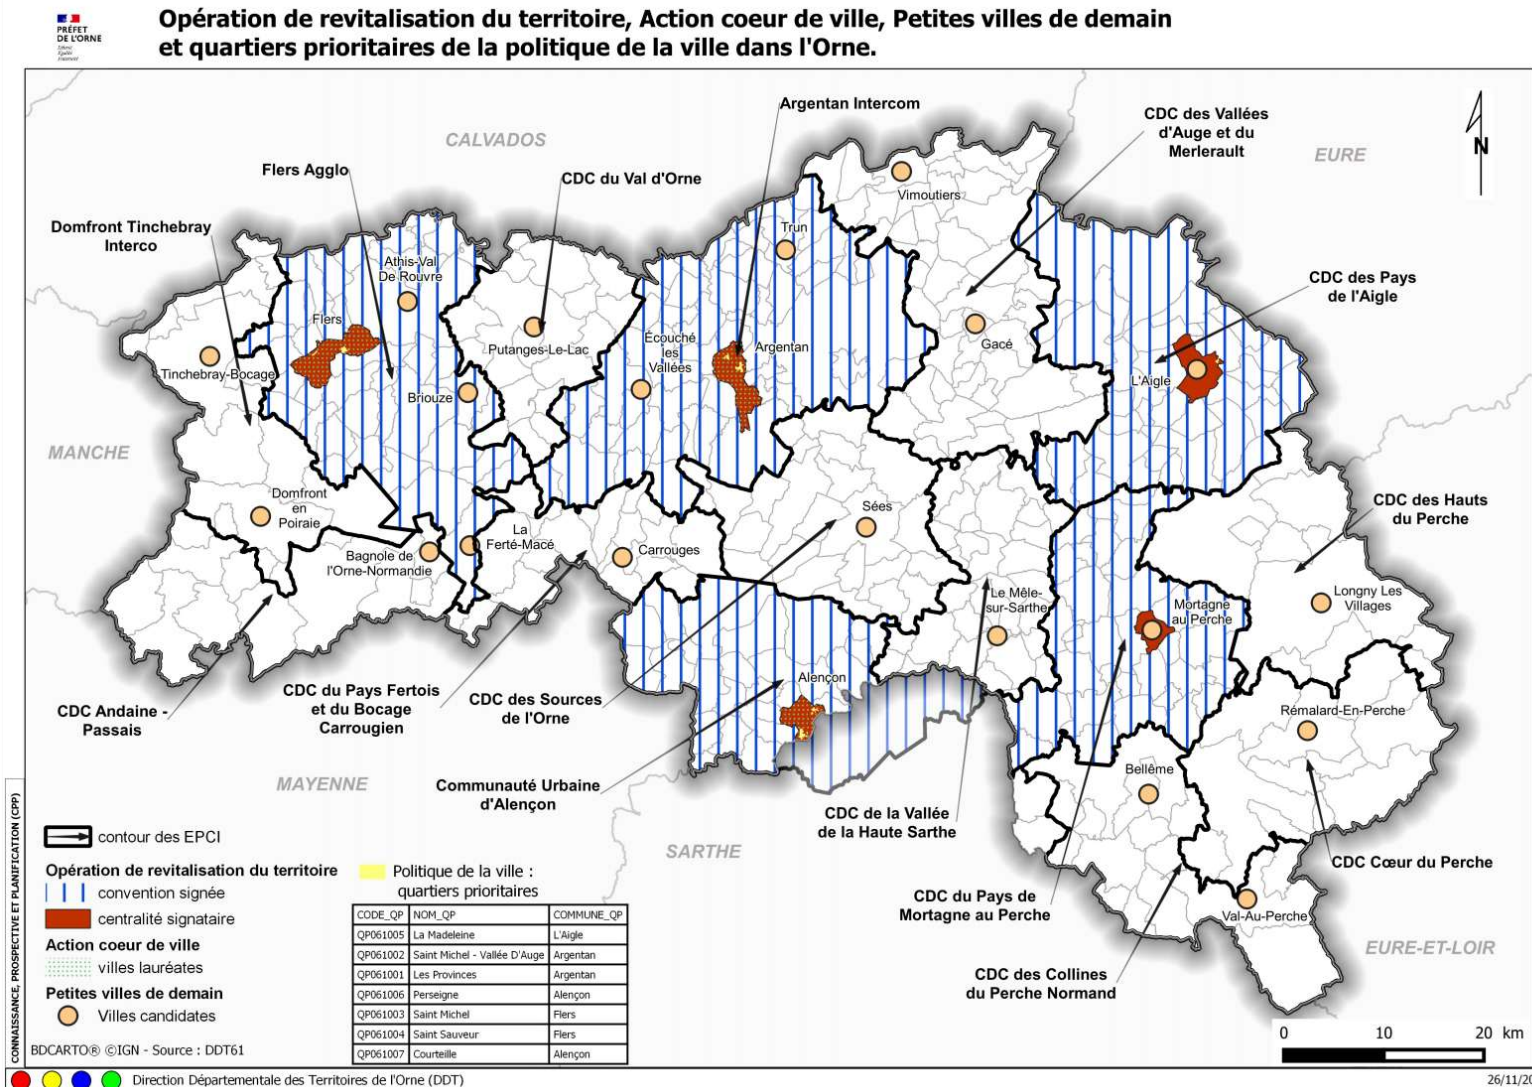 PRÉFET
DE L'ORNE
Liberté
Égalité
Fraternité
Opération de revitalisation du territoire, Action coeur de ville, Petites villes de demain
et quartiers prioritaires de la politique de la ville dans l'Orne.
Argentan Intercom
CDC des Vallées
d'Auge et du
Merlerault
CALVADOS
EURE
N
Flers Agglo
CDC du Val d'Orne
Vimoutiers
Domfront Tinchebray
Interco
Trun
Athis-Val
De Rouvre
CDC des Pays
de l'Aigle
Flers
Putanges-Le-Lac
Écouché
les
Vallées
Argentan
Gacé
Tinchebray-Bocage
L'Aigle
Briouze
MANCHE
Domfront
en
Poiraie
Sées
CDC des Hauts
du Perche
La
Ferté-Macé
Bagnole de
l'Orne-Normandie
Carrouges
Le Mêle-
sur-Sarthe
Mortagne
au Perche
Longny Les
Villages
CDC Andaine -
Passais
CDC du Pays Fertois
et du Bocage
Carrougien
CDC des Sources
de l'Orne
Alençon
Rémalard-En-Perche
MAYENNE
Communauté Urbaine
d'Alençon
Bellême
CDC de la Vallée
de la Haute Sarthe
SARTHE
CDC Cœur du Perche
CDC du Pays de
Mortagne au Perche
Val-Au-Perche
EURE-ET-LOIR
CDC des Collines
du Perche Normand
contour des EPCI
Opération de revitalisation du territoire
convention signée
centralité signataire
Action coeur de ville
villes lauréates
Petites villes de demain
Villes candidates
Politique de la ville :
quartiers prioritaires
CODE_QP NOM_QP COMMUNE_QP
QP061005 La Madeleine L'Aigle
QP061002 Saint Michel - Vallée D'Auge Argentan
QP061001 Les Provinces Argentan
QP061006 Perseigne Alençon
QP061003 Saint Michel Flers
QP061004 Saint Sauveur Flers
QP061007 Courteille Alençon
0 10 20 km
BDCARTO® ©IGN - Source : DDT61
CONNAISSANCE, PROSPECTIVE ET PLANIFICATION (CPP)
Direction Départementale des Territoires de l'Orne (DDT)
26/11/20